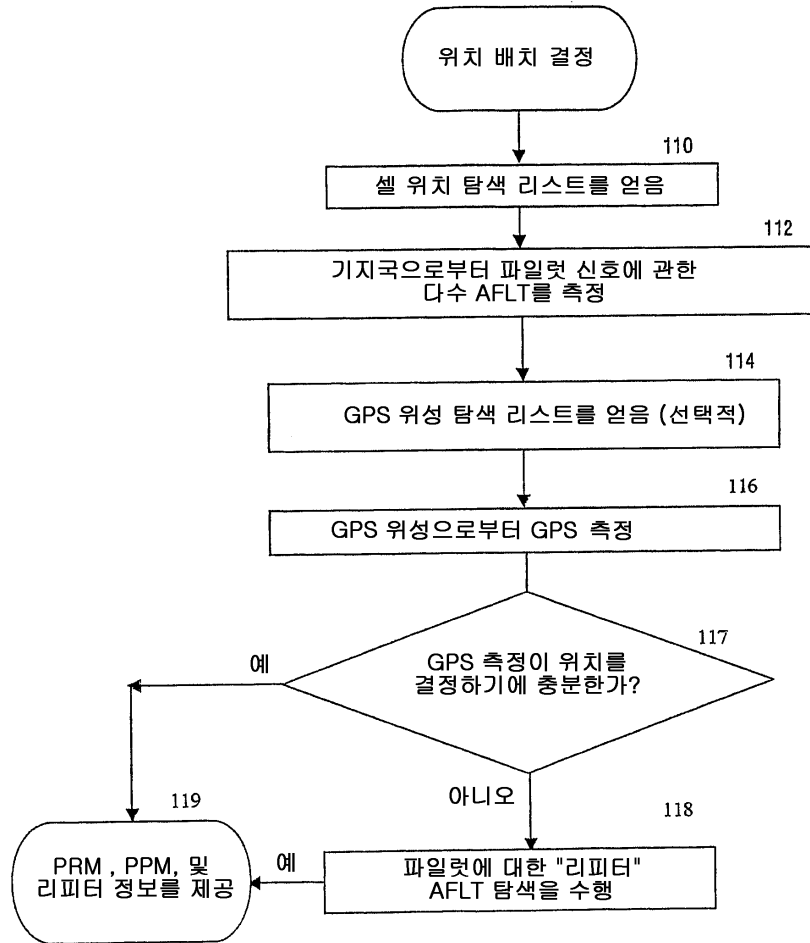 위치 배치 결정
110
셀 위치 탐색 리스트를 얻음
112
기지국으로부터 파일럿 신호에 관한
다수 AFLT를 측정
114
GPS 위성 탐색 리스트를 얻음 (선택적)
116
GPS 위성으로부터 GPS 측정
117
GPS 측정이 위치를
결정하기에 충분한가?
예
아니오
118
파일럿에 대한 "리피터"
AFLT 탐색을 수행
예
119
PRM , PPM, 및
리피터 정보를 제공